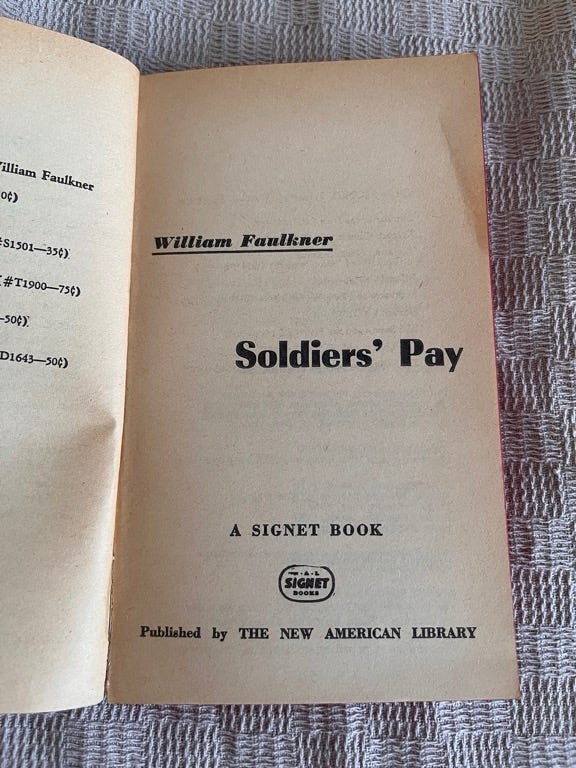 William Faulkner
0¢)
#S1501—35¢)
(#T1900—75¢)
—50¢)
D1643—50¢)
William Faulkner
Soldiers’ Pay
A SIGNET BOOK
SIGNET
BOOKS
Published by THE NEW AMERICAN LIBRARY